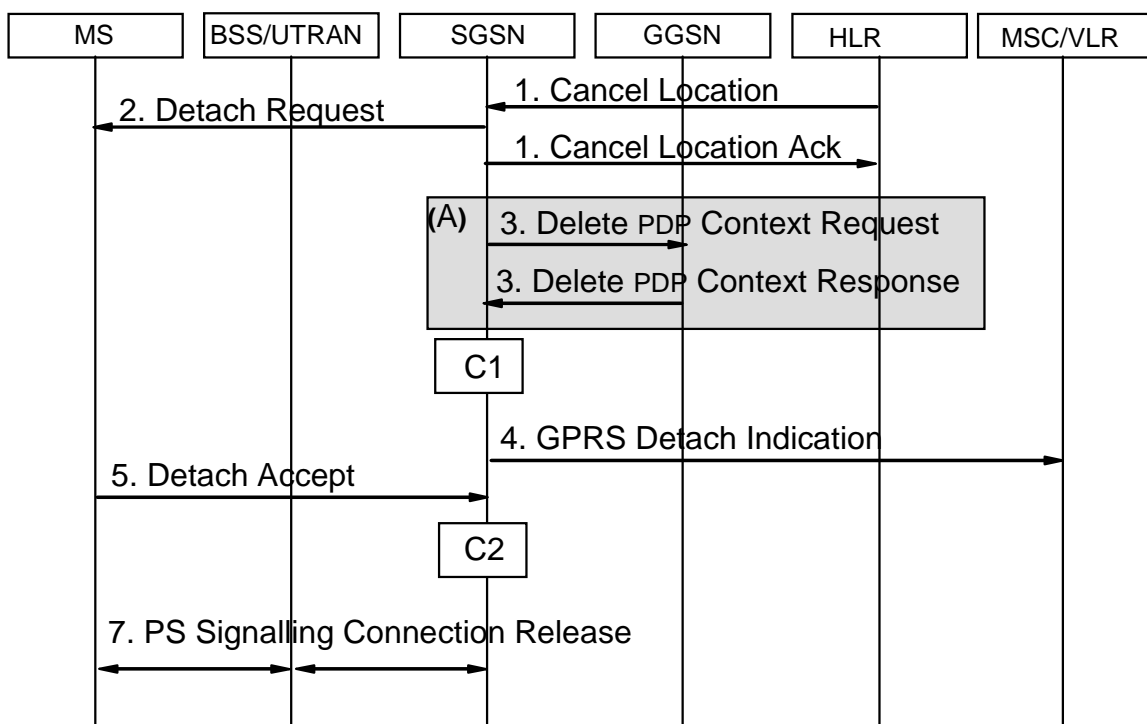 MS
BSS/UTRAN
SGSN
GGSN
HLR
MSC/VLR
1. Cancel Location
2. Detach Request
1. Cancel Location Ack
(A)
3. Delete PDP Context Request
3. Delete PDP Context Response
C1
4. GPRS Detach Indication
5. Detach Accept
C2
7. PS Signalling Connection Release